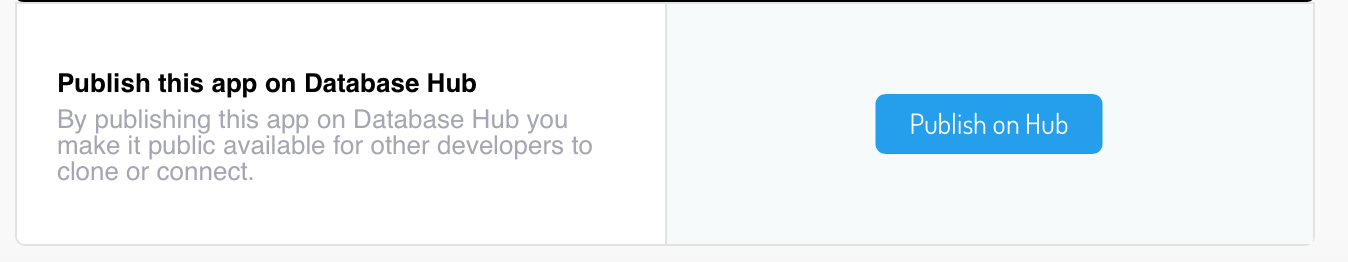 Publish this app on Database Hub
By publishing this app on Database Hub you
make it public available for other developers to
clone or connect.
Publish on Hub